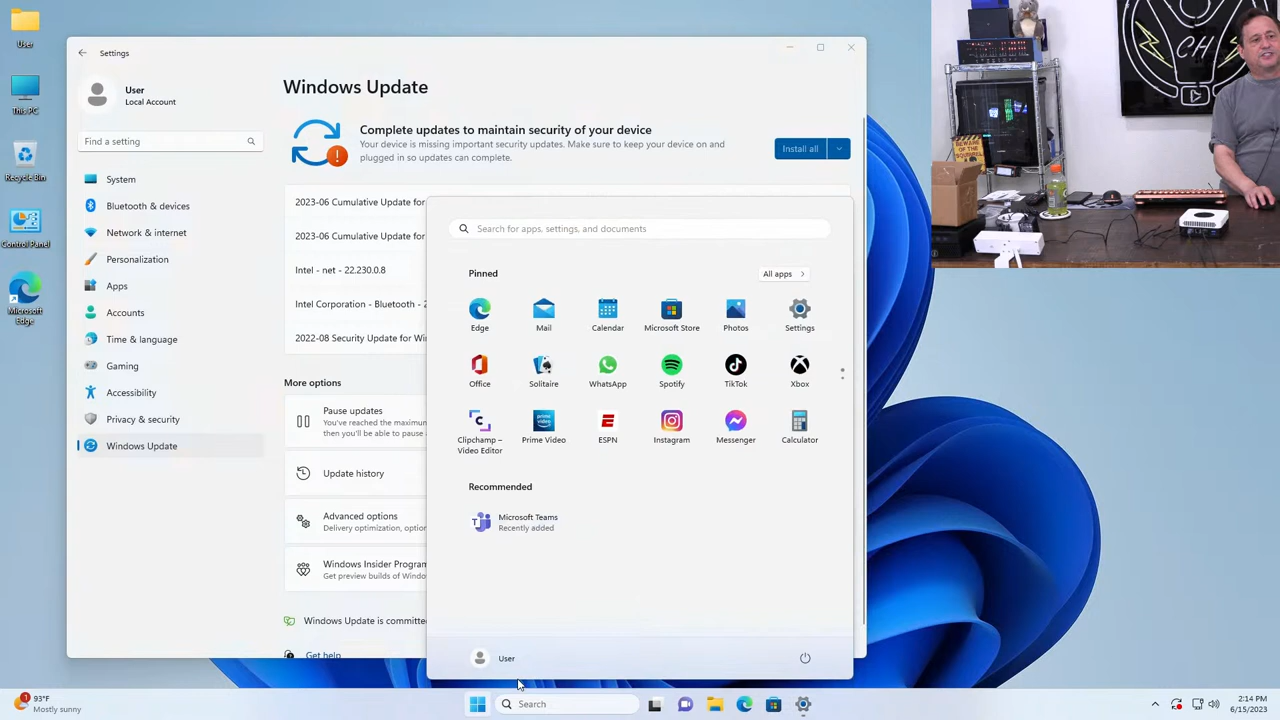 User
This PC
Recycle Bin
Control Panel
Microsoft
Edge
Settings
User
Local Account
Find a setting
System
Bluetooth & devices
Network & internet
Personalization
Apps
Accounts
Time & language
Gaming
Accessibility
Privacy & security
Windows Update
Windows Update
Complete updates to maintain security of your device
Your device is missing important security updates. Make sure to keep your device on and
plugged in so updates can complete.
Install all
2023-06 Cumulative Update for
2023-06 Cumulative Update for
Intel - net - 22.230.0.8
Intel Corporation - Bluetooth - 2
2022-08 Security Update for Wi
More options
Pause updates
You've reached the maximum
then you'll be able to pause
Update history
Advanced options
Delivery optimization, option
Windows Insider Program
Get preview builds of Window
Windows Update is committe
Get help
Search for apps, settings, and documents
Pinned
All apps
Edge
Mail
Calendar
Microsoft Store
Photos
Settings
Office
Solitaire
WhatsApp
Spotify
TikTok
Xbox
Clipchamp –
Video Editor
Prime Video
ESPN
Instagram
Messenger
Calculator
Recommended
Microsoft Teams
Recently added
User
CH
BEWARE
OF THE
SQUIRREL
1
93°F
Mostly sunny
Search
2:14 PM
6/15/2023